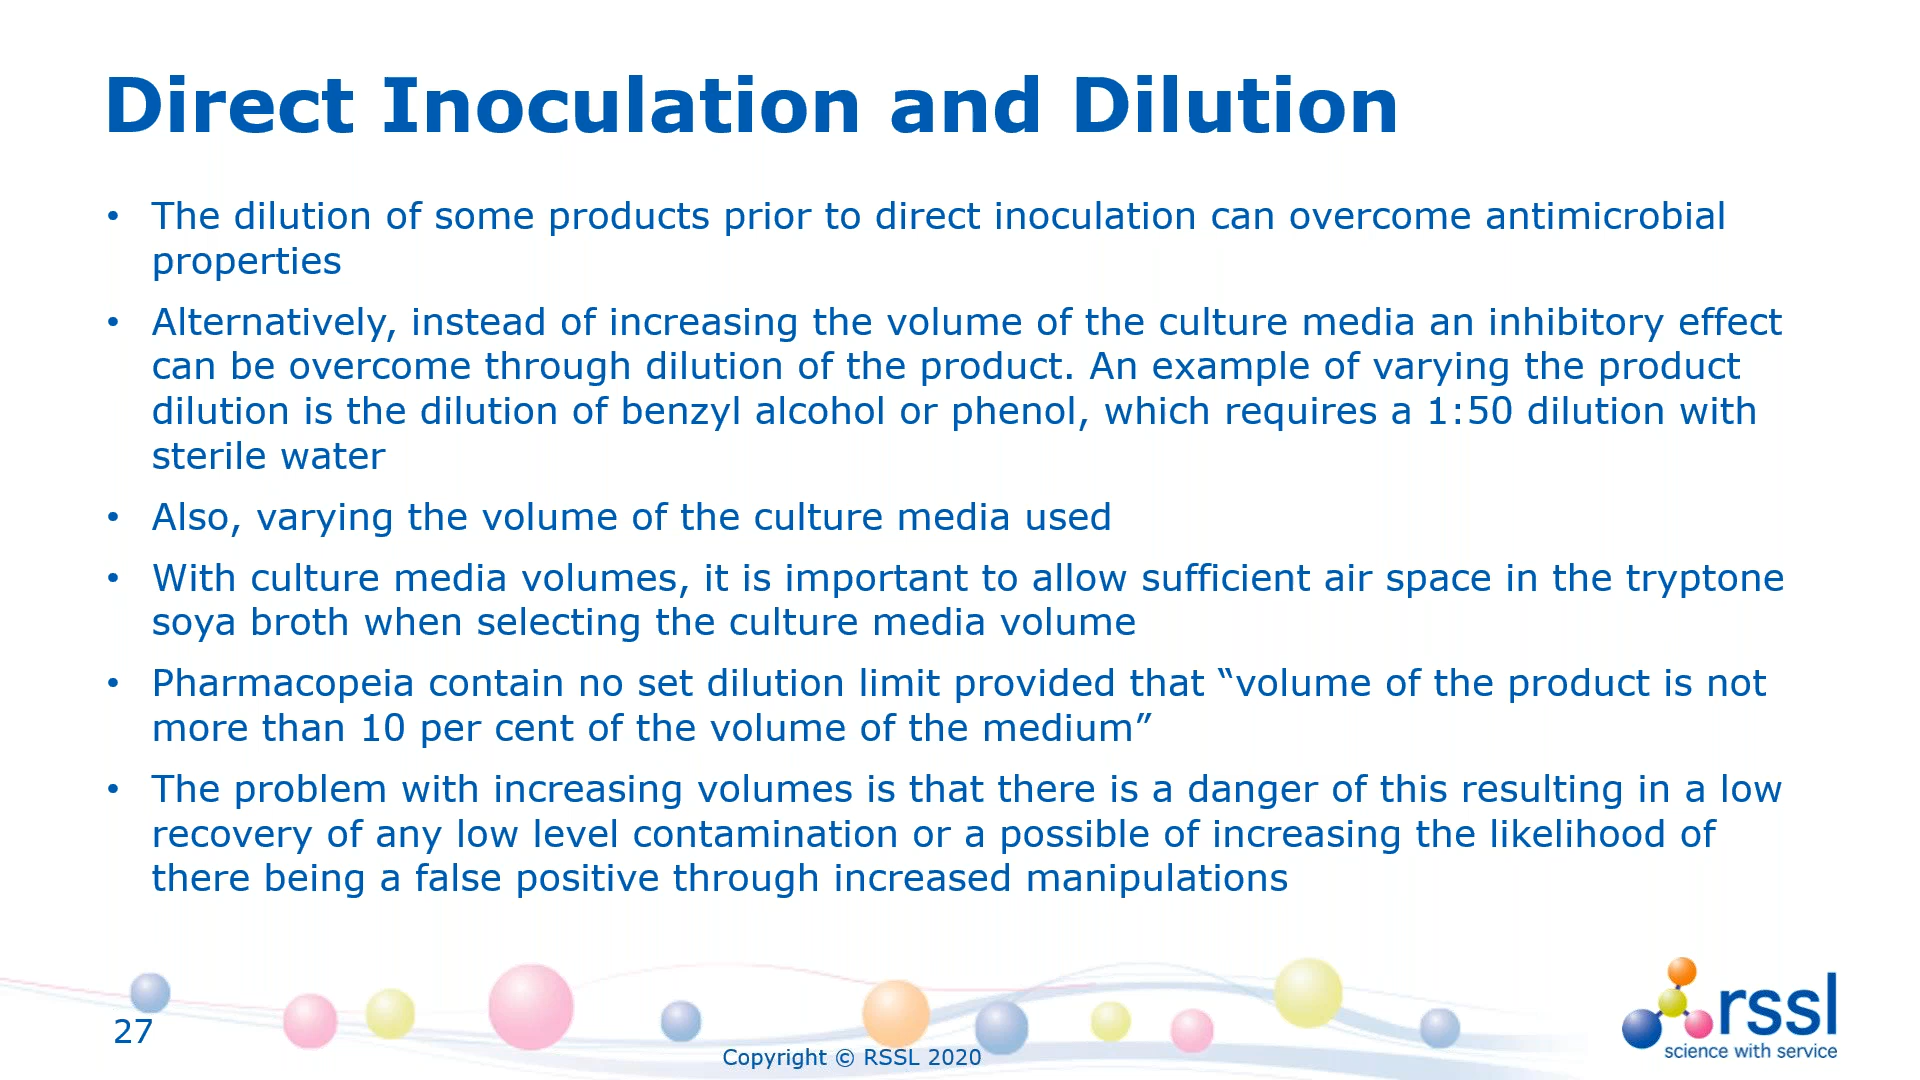 Direct Inoculation and Dilution
• The dilution of some products prior to direct inoculation can overcome antimicrobial
properties
• Alternatively, instead of increasing the volume of the culture media an inhibitory effect
can be overcome through dilution of the product. An example of varying the product
dilution is the dilution of benzyl alcohol or phenol, which requires a 1:50 dilution with
sterile water
• Also, varying the volume of the culture media used
• With culture media volumes, it is important to allow sufficient air space in the tryptone
soya broth when selecting the culture media volume
• Pharmacopeia contain no set dilution limit provided that “volume of the product is not
more than 10 per cent of the volume of the medium”
• The problem with increasing volumes is that there is a danger of this resulting in a low
recovery of any low level contamination or a possible of increasing the likelihood of
there being a false positive through increased manipulations
27
Copyright © RSSL 2020
rssl
science with service